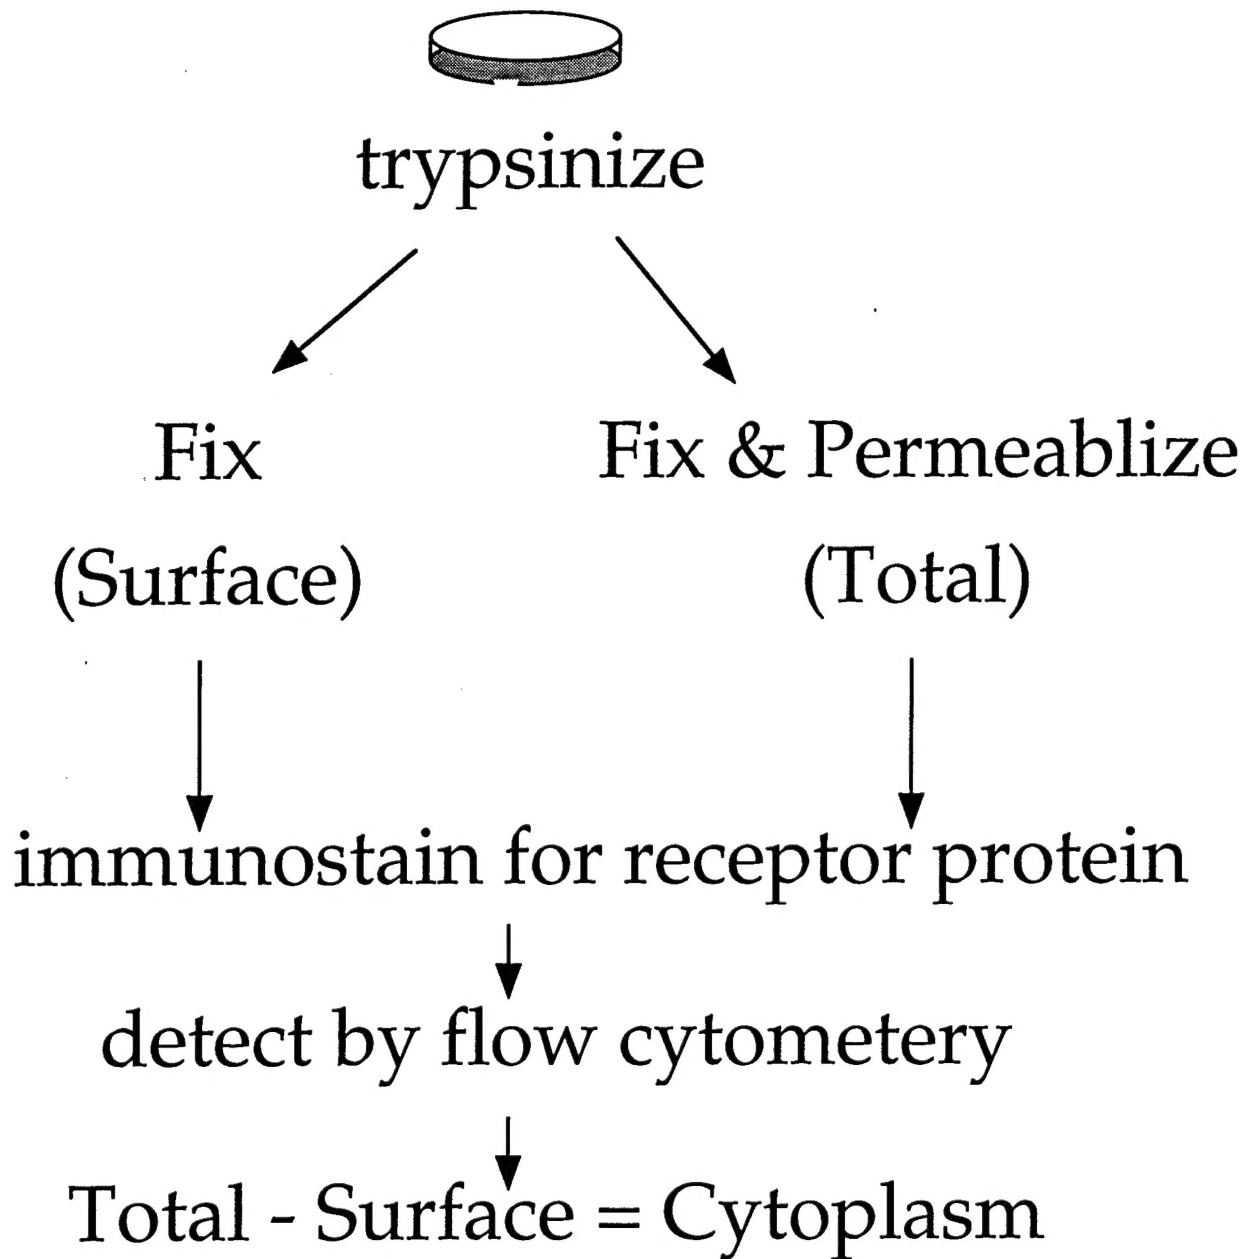 trypsinize
Fix
Fix & Permeablize
(Surface)
(Total)
immunostain for receptor protein
detect by flow cytometery
Total - Surface = Cytoplasm